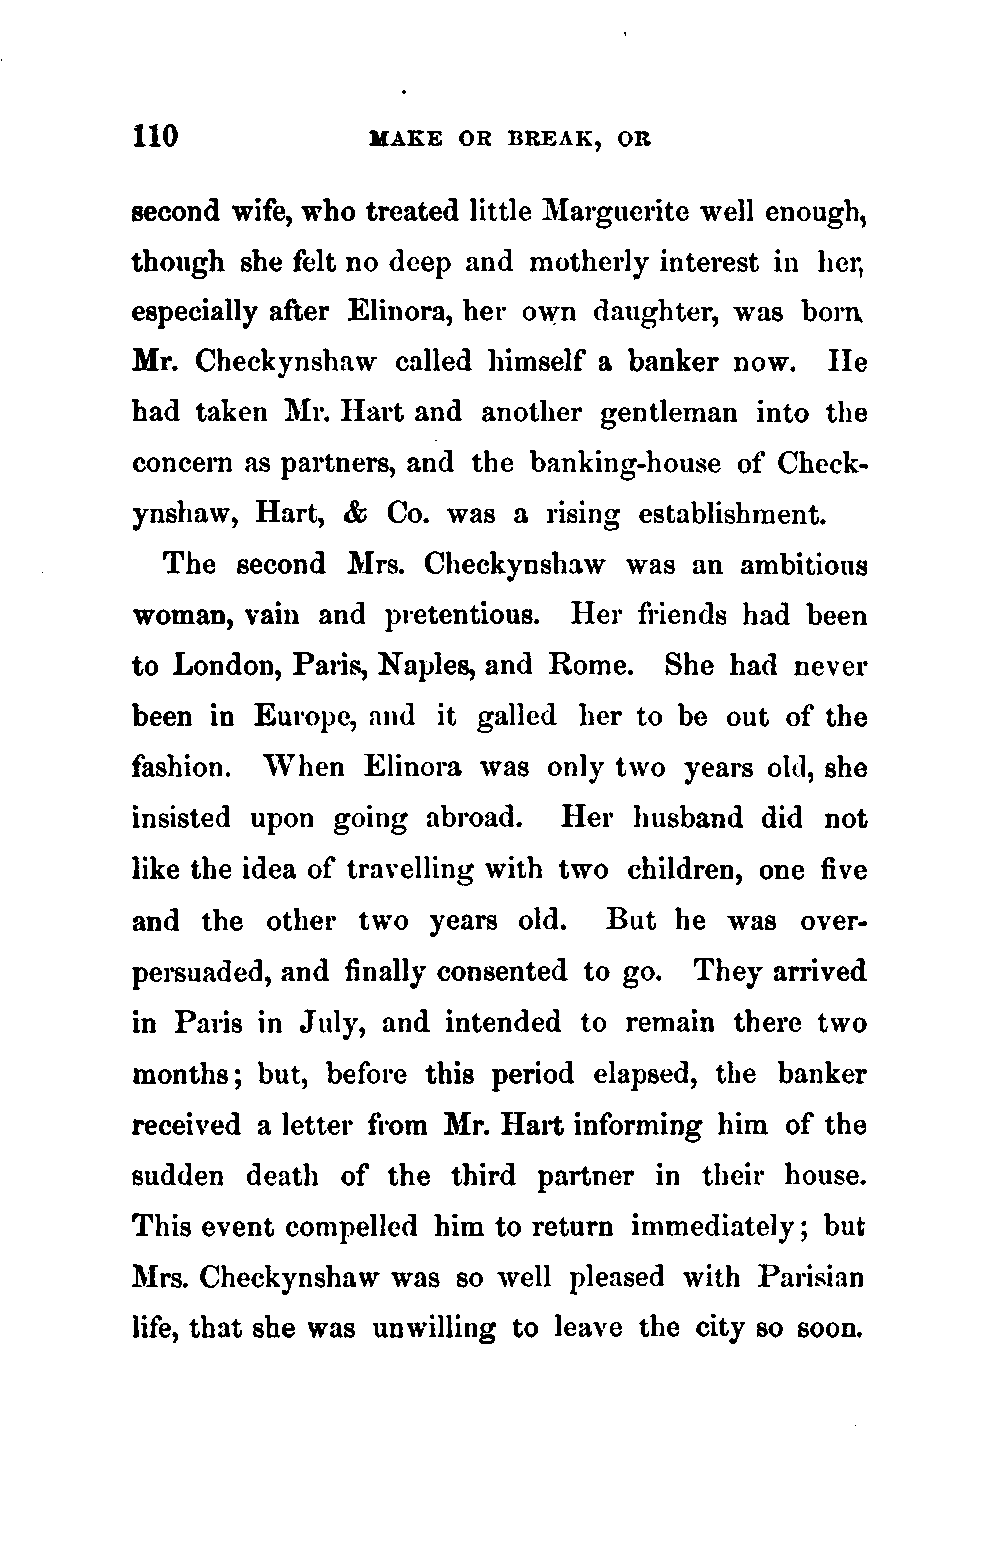 110 MAKE OR BREAK, OR
second wife, who treated little Marguerite well enough,
though she felt no deep and motherly interest in her,
especially after Elinora, her own daughter, was born.
Mr. Checkynshaw called himself a banker now. He
had taken Mr. Hart and another gentleman into the
concern as partners, and the banking-house of Check-
ynshaw, Hart, & Co. was a rising establishment.
The second Mrs. Checkynshaw was an ambitious
woman, vain and pretentious. Her friends had been
to London, Paris, Naples, and Rome. She had never
been in Europe, and it galled her to be out of the
fashion. When Elinora was only two years old, she
insisted upon going abroad. Her husband did not
like the idea of travelling with two children, one five
and the other two years old. But he was over-
persuaded, and finally consented to go. They arrived
in Paris in July, and intended to remain there two
months; but, before this period elapsed, the banker
received a letter from Mr. Hart informing him of the
sudden death of the third partner in their house.
This event compelled him to return immediately; but
Mrs. Checkynshaw was so well pleased with Parisian
life, that she was unwilling to leave the city so soon.